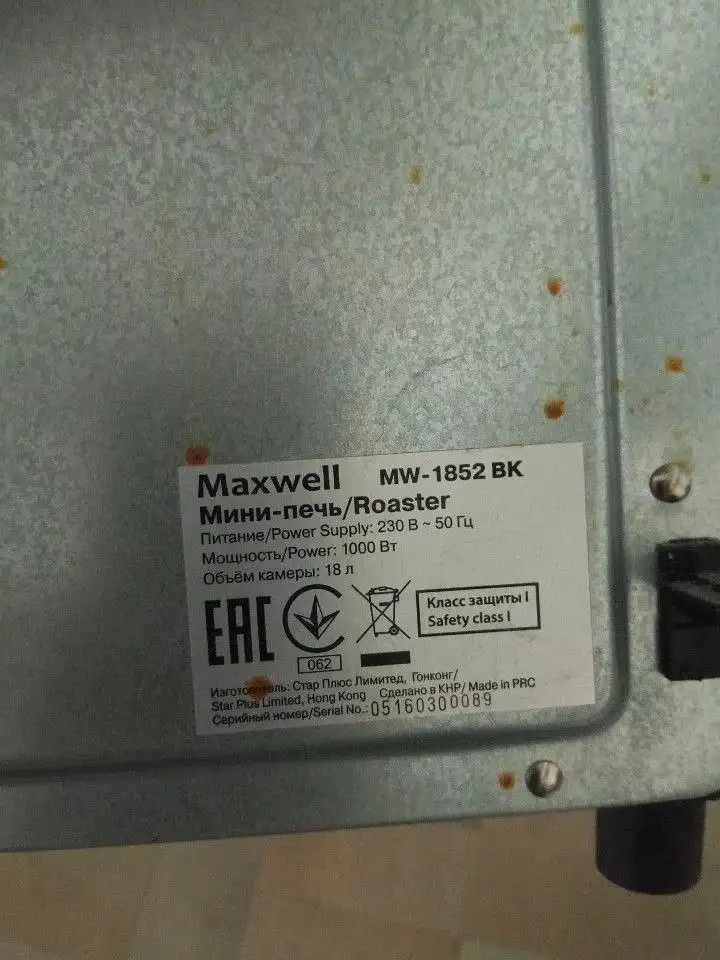 Maxwell MW-1852 BK
Мини-печь/Roaster
Питание/Power Supply: 230 В ~ 50 Гц
Мощность/Power: 1000 Вт
Объём камеры: 18 л
EAC
062
Класс защиты I
Safety class I
Изготовитель: Стар Плюс Лимитед, Гонконг/
Star Plus Limited, Hong Kong Сделано в КНР/ Made in PRC
Серийный номер/Serial No.: 05160300089